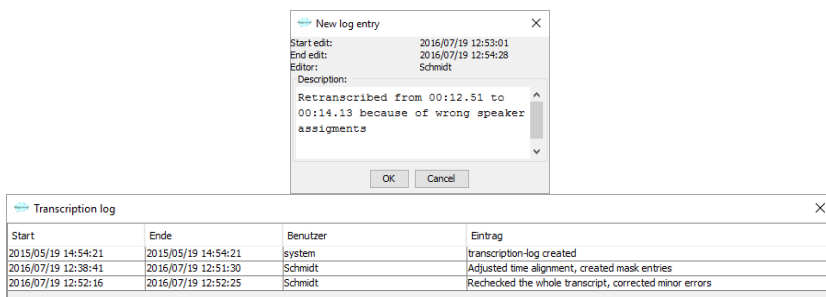 New log entry
Start edit: 2016/07/19 12:53:01
End edit: 2016/07/19 12:54:28
Editor: Schmidt
Description:
Retranscribed from 00:12.51 to
00:14.13 because of wrong speaker
assigments
OK Cancel
Transcription log
Start Ende Benutzer Eintrag
2015/05/19 14:54:21 2015/05/19 14:54:21 system transcription-log created
2016/07/19 12:38:41 2016/07/19 12:51:30 Schmidt Adjusted time alignment, created mask entries
2016/07/19 12:52:16 2016/07/19 12:52:25 Schmidt Rechecked the whole transcript, corrected minor errors